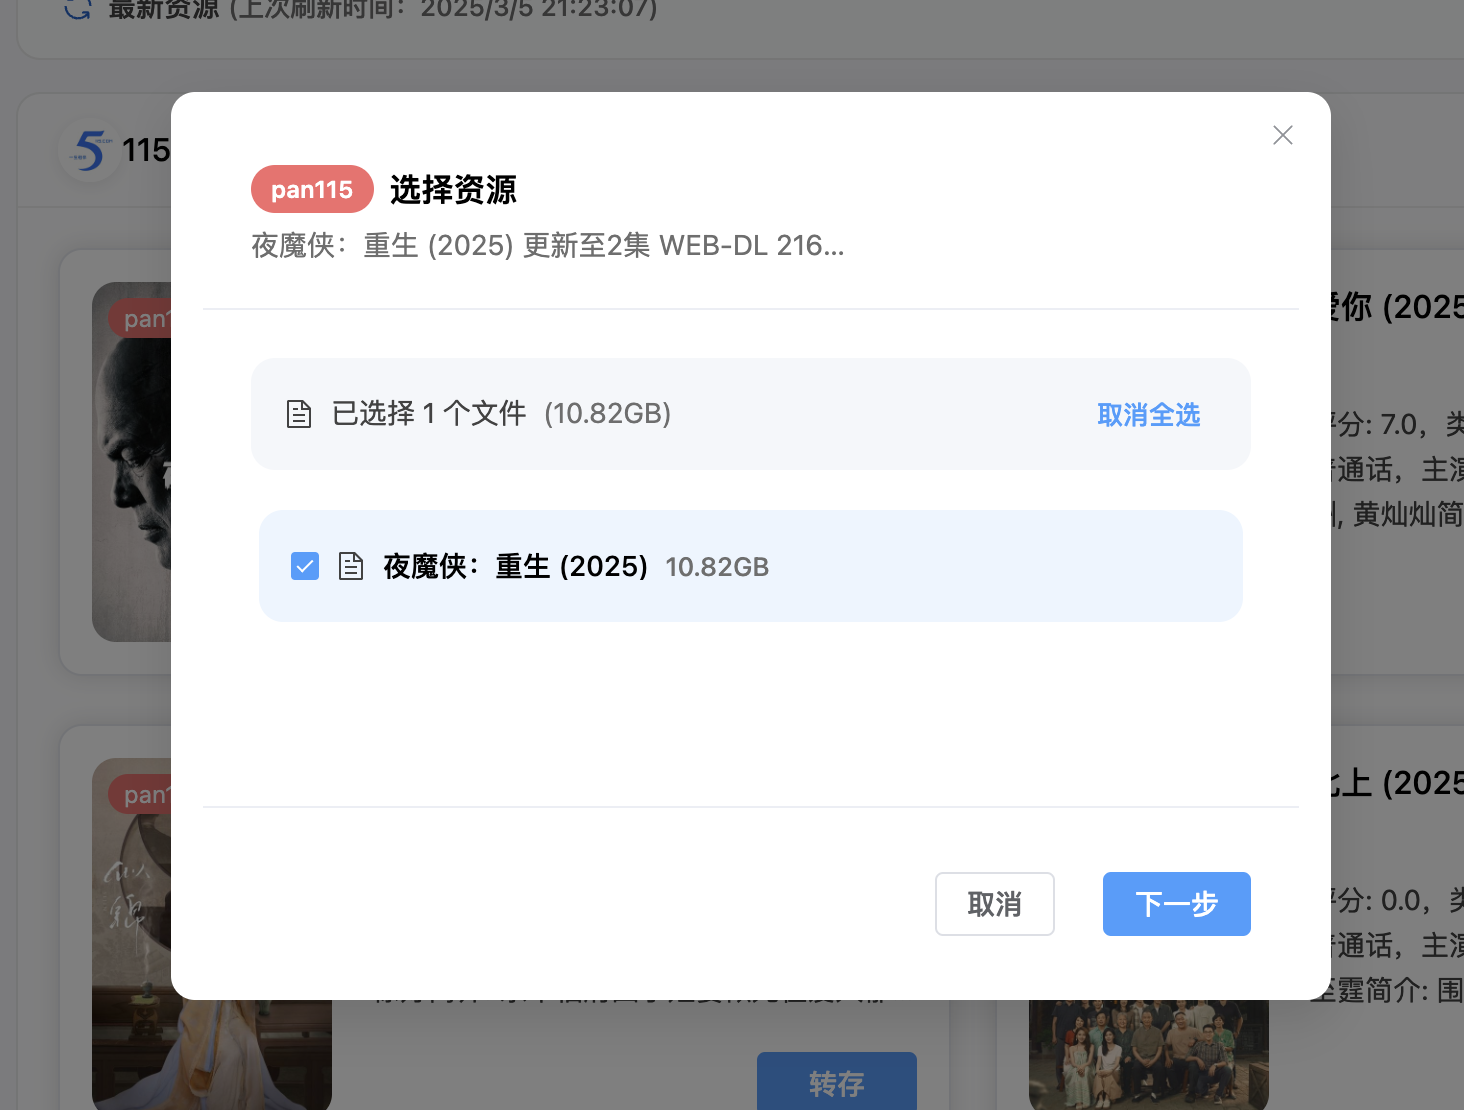 最新资源 (上次刷新时间：2025/3/5 21:23:07)
115
pan115 选择资源
夜魔侠：重生 (2025) 更新至2集 WEB-DL 216...
已选择 1 个文件 (10.82GB)
取消全选
夜魔侠：重生 (2025) 10.82GB
取消
下一步
pan1
爱你 (2025
评分: 7.0，类
普通话，主演
黄灿灿简
pan1
北上 (2025
评分: 0.0，类
普通话，主演
霆简介: 围
转存